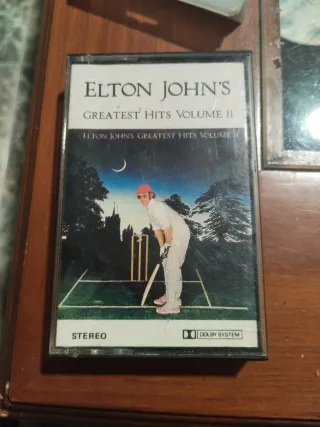 ELTON JOHN'S
GREATEST HITS VOLUME II
ELTON JOHN'S GREATEST HITS VOLUME II
STEREO
DOLBY SYSTEM